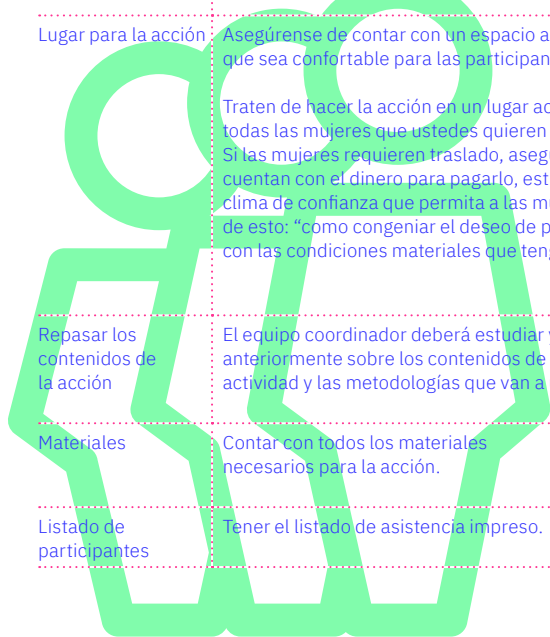 Lugar para la acción
Asegúrense de contar con un espacio
que sea confortable para las
Traten de hacer la acción en un lugar
todas las mujeres que ustedes quieren
Si las mujeres requieren traslado,
cuentan con el dinero para pagarlo,
clima de confianza que permita a las
de esto: “como congeniar el deseo de
con las condiciones materiales que
Repasar los
contenidos de
la acción
El equipo coordinador deberá estudiar
anteriormente sobre los contenidos de
actividad y las metodologías que van a
Materiales
Contar con todos los materiales
necesarios para la acción.
Listado de
participantes
Tener el listado de asistencia impreso.